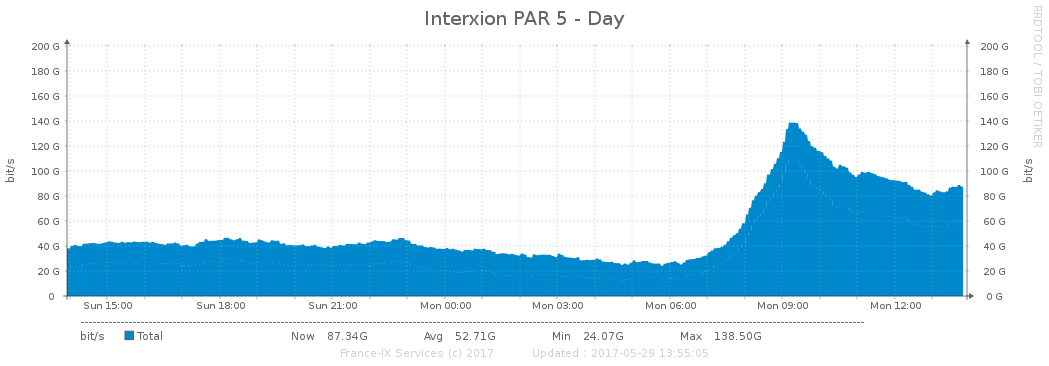 Interxion PAR 5 - Day
RRDTOOL / TOBI OETIKER
bit/s
bit/s
200 G 200 G
180 G 180 G
160 G 160 G
140 G 140 G
120 G 120 G
100 G 100 G
80 G 80 G
60 G 60 G
40 G 40 G
20 G 20 G
0 0 G
Sun 15:00 Sun 18:00 Sun 21:00 Mon 00:00 Mon 03:00 Mon 06:00 Mon 09:00 Mon 12:00
bit/s Total Now 87.34G Avg 52.71G Min 24.07G Max 138.50G
France-IX Services (c) 2017 Updated : 2017-05-29 13:55:05